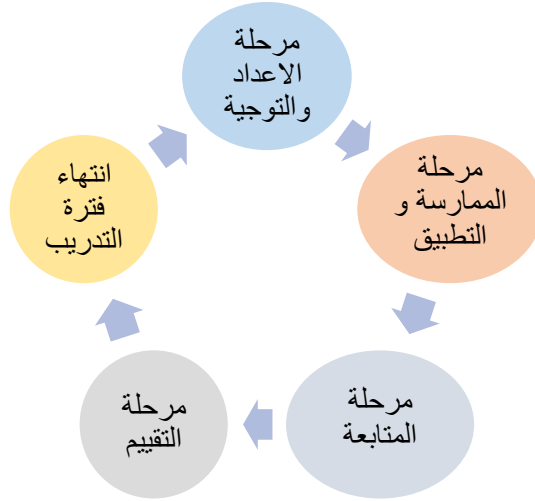 مرحلة
الاعداد
والتوجية
مرحلة
الممارسة و
التطبيق
مرحلة
المتابعة
مرحلة
التقييم
انتهاء
فترة
التدريب